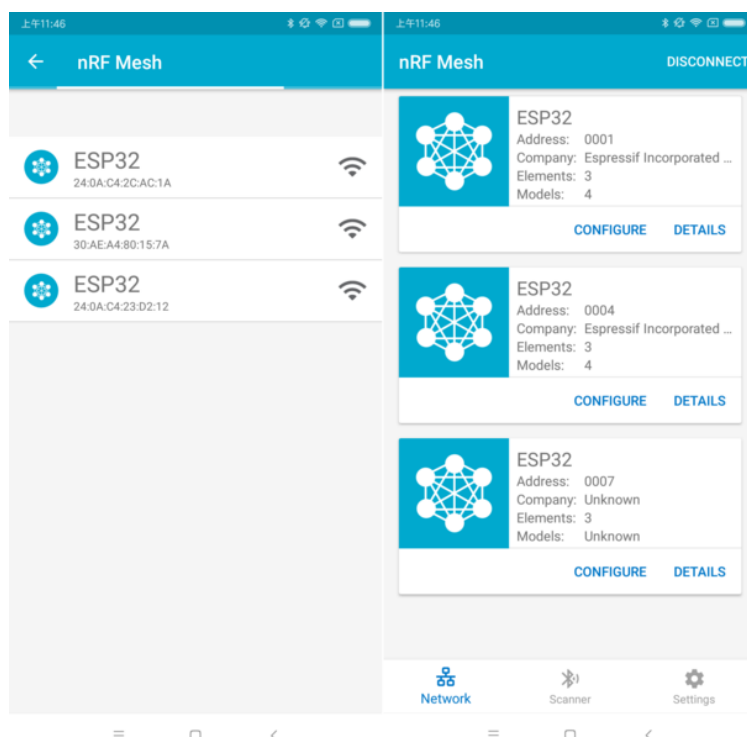 上午11:46
nRF Mesh
ESP32
24:0A:C4:2C:AC:1A
ESP32
30:AE:A4:80:15:7A
ESP32
24:0A:C4:23:D2:12
上午11:46
nRF Mesh
DISCONNECT
ESP32
Address: 0001
Company: Espressif Incorporated ...
Elements: 3
Models: 4
CONFIGURE DETAILS
ESP32
Address: 0004
Company: Espressif Incorporated ...
Elements: 3
Models: 4
CONFIGURE DETAILS
ESP32
Address: 0007
Company: Unknown
Elements: 3
Models: Unknown
CONFIGURE DETAILS
Network Scanner Settings